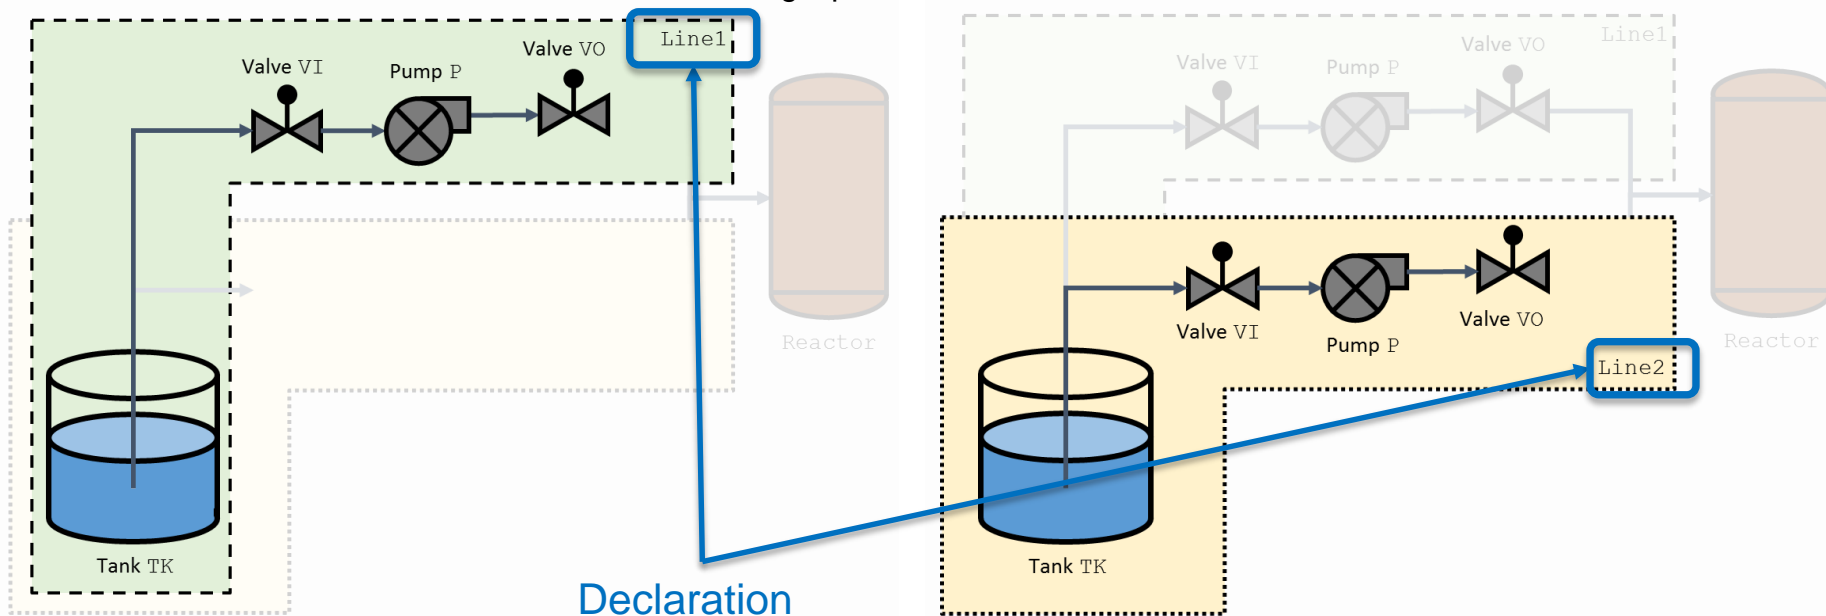 Line1
Valve VO
Valve VI
Pump P
Reactor
Tank TK
Declaration
Line1
Valve VO
Valve VI
Pump P
Valve VI
Pump P
Valve VO
Reactor
Line2
Tank TK